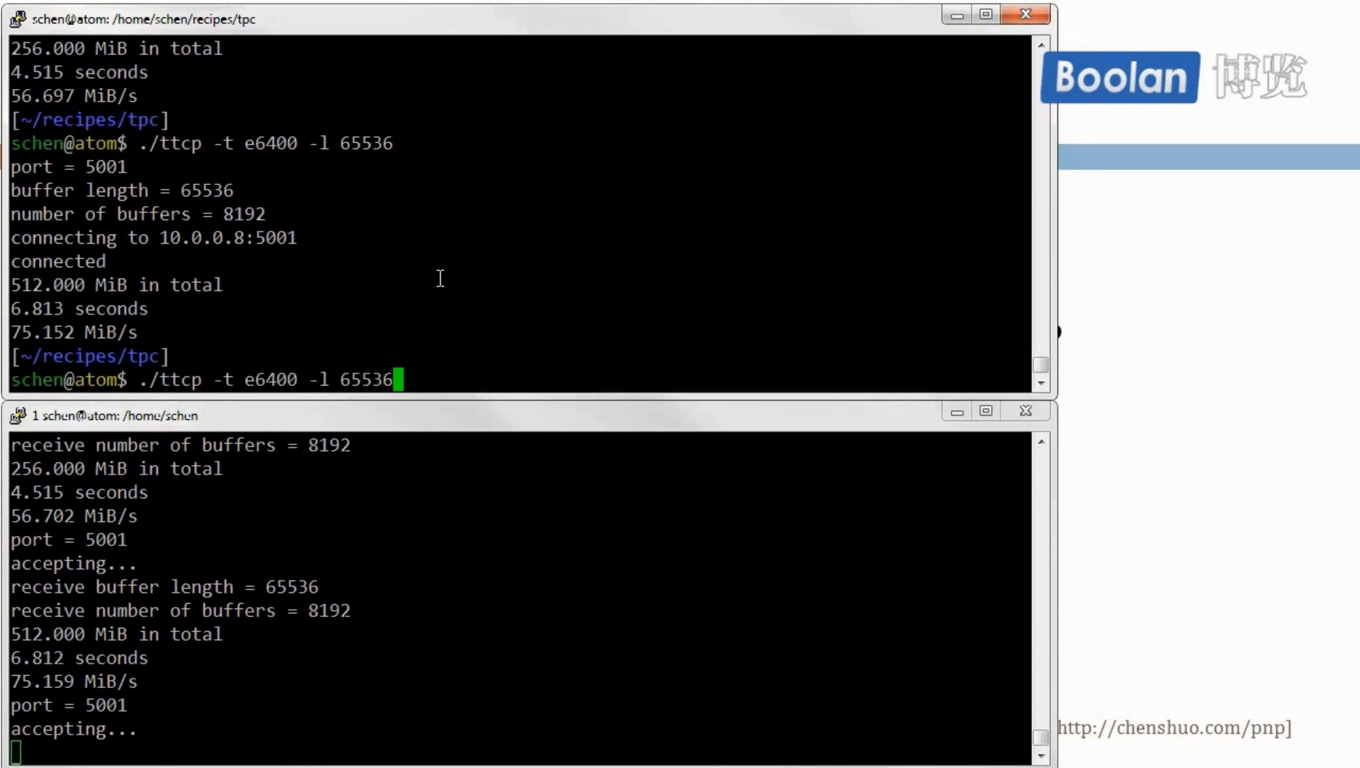 schen@atom: /home/schen/recipes/tpc
256.000 MiB in total
4.515 seconds
56.697 MiB/s
[~/recipes/tpc]
schen@atom$ ./ttcp -t e6400 -l 65536
port = 5001
buffer length = 65536
number of buffers = 8192
connecting to 10.0.0.8:5001
connected
512.000 MiB in total
6.813 seconds
75.152 MiB/s
[~/recipes/tpc]
schen@atom$ ./ttcp -t e6400 -l 65536
Boolan 博览
1 schen@atom: /home/schen
receive number of buffers = 8192
256.000 MiB in total
4.515 seconds
56.702 MiB/s
port = 5001
accepting...
receive buffer length = 65536
receive number of buffers = 8192
512.000 MiB in total
6.812 seconds
75.159 MiB/s
port = 5001
accepting...
http://chenshuo.com/pnp]